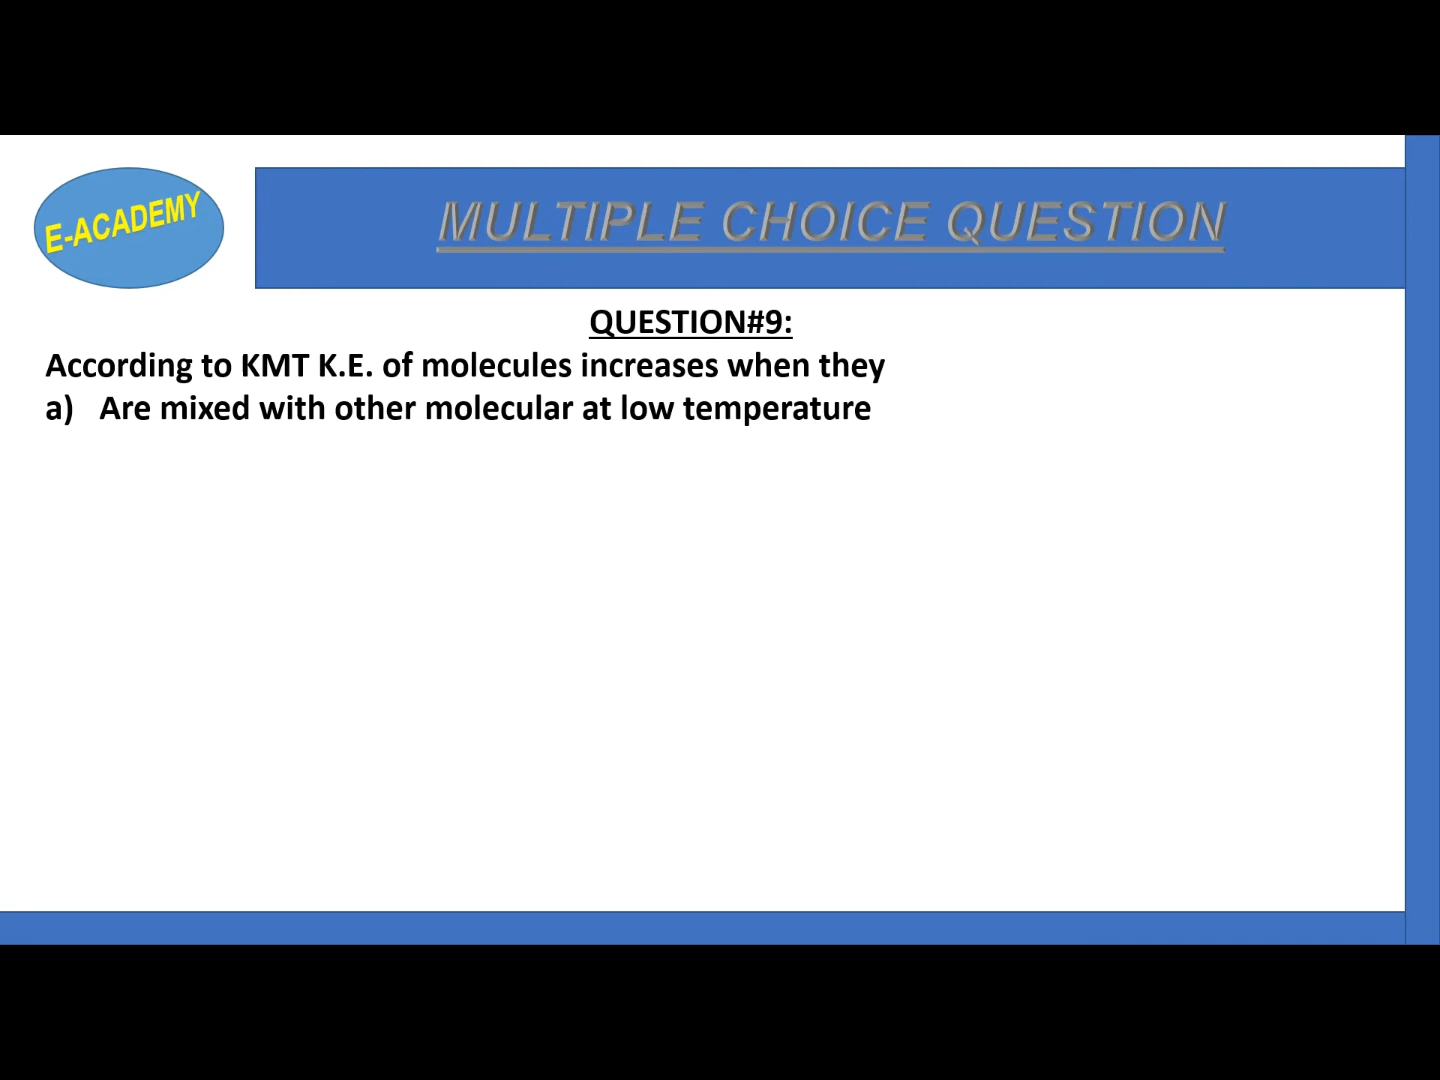 E-ACADEMY
MULTIPLE CHOICE QUESTION
QUESTION#9:
According to KMT K.E. of molecules increases when they
a) Are mixed with other molecular at low temperature